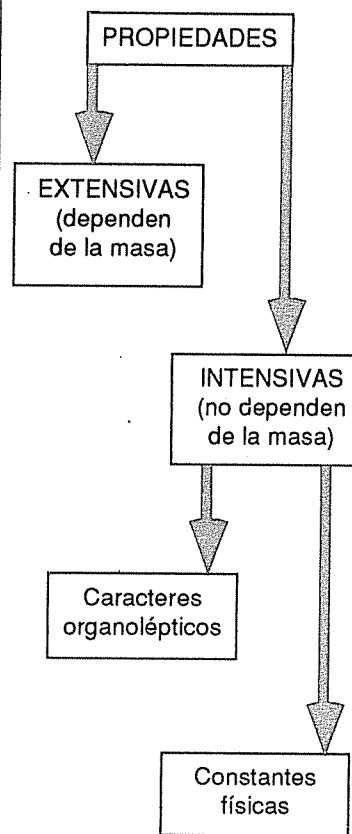 PROPIEDADES
EXTENSIVAS
(dependen
de la masa)
INTENSIVAS
(no dependen
de la masa)
Caracteres
organolépticos
Constantes
físicas